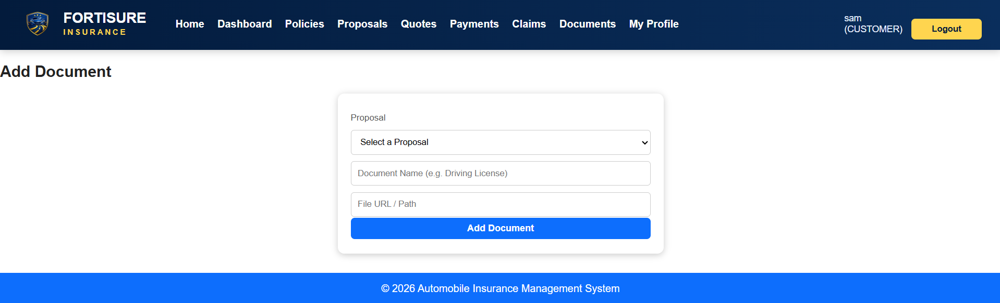 FORTISURE
INSURANCE
Home Dashboard Policies Proposals Quotes Payments Claims Documents My Profile
sam
(CUSTOMER)
Logout
Add Document
Proposal
Select a Proposal
Document Name (e.g. Driving License)
File URL / Path
Add Document
© 2026 Automobile Insurance Management System